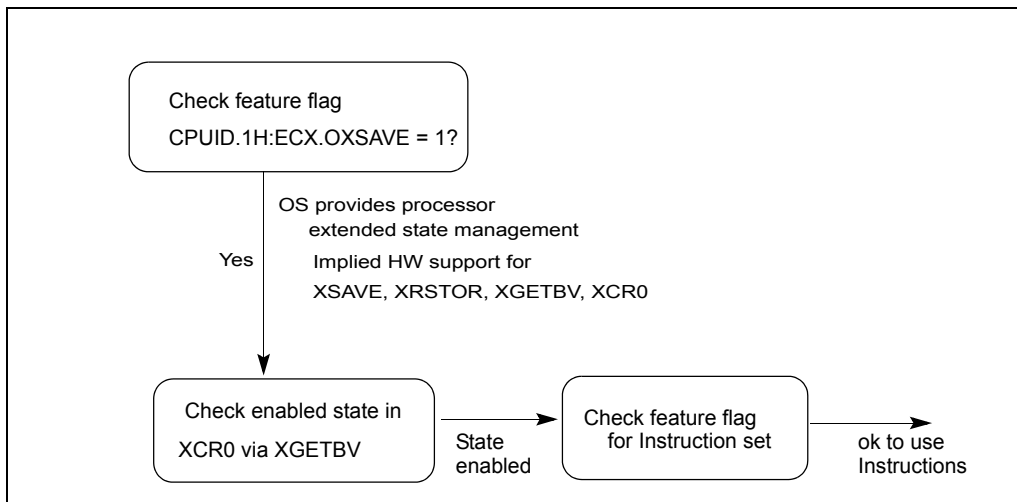 Check feature flag
CPUID.1H:ECX.OXSAVE = 1?
OS provides processor
extended state management
Yes
Implied HW support for
XSAVE, XRSTOR, XGETBV, XCR0
Check enabled state in
XCR0 via XGETBV
State
enabled
Check feature flag
for Instruction set
ok to use
Instructions